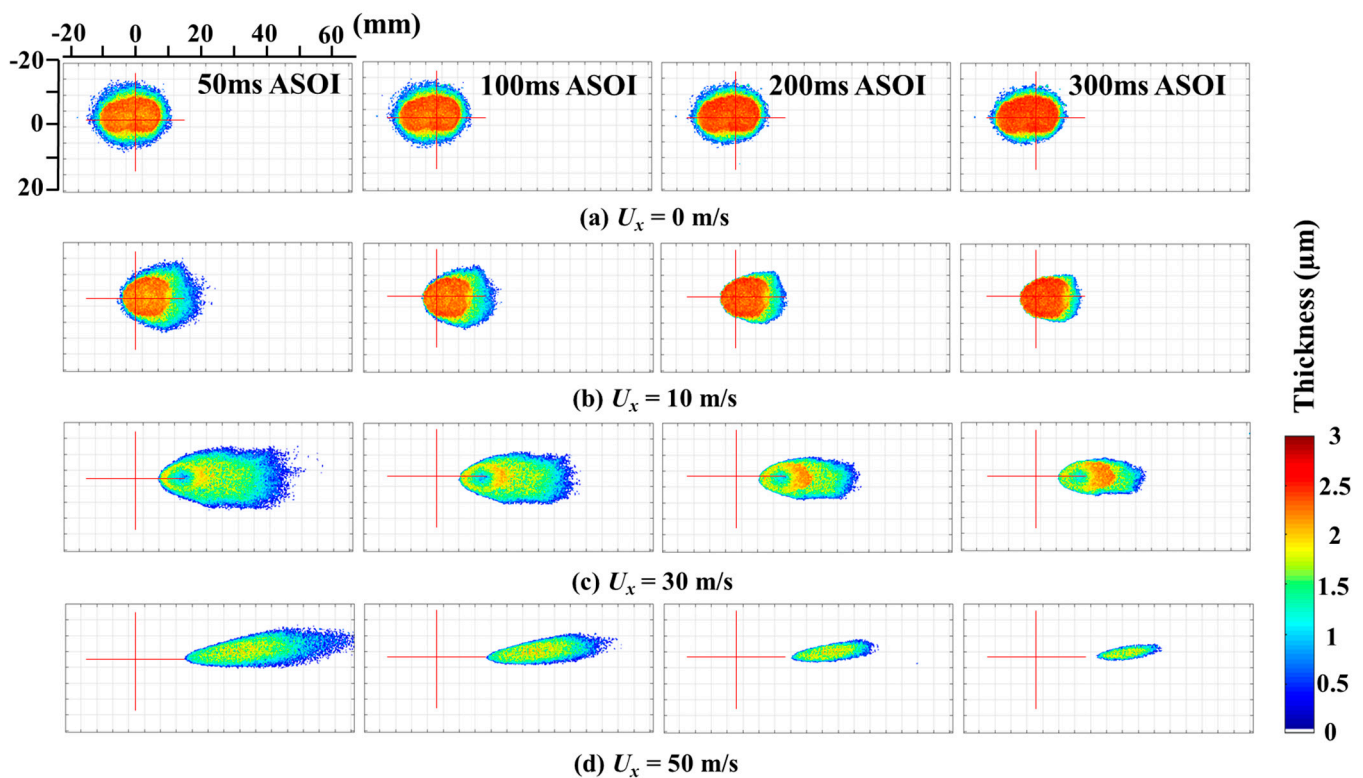 -20 0 20 40 60 (mm)
-20
0
20
50ms ASOI
100ms ASOI
200ms ASOI
300ms ASOI
(a) Uₓ = 0 m/s
(b) Uₓ = 10 m/s
(c) Uₓ = 30 m/s
(d) Uₓ = 50 m/s
Thickness (μm)
3
2.5
2
1.5
1
0.5
0